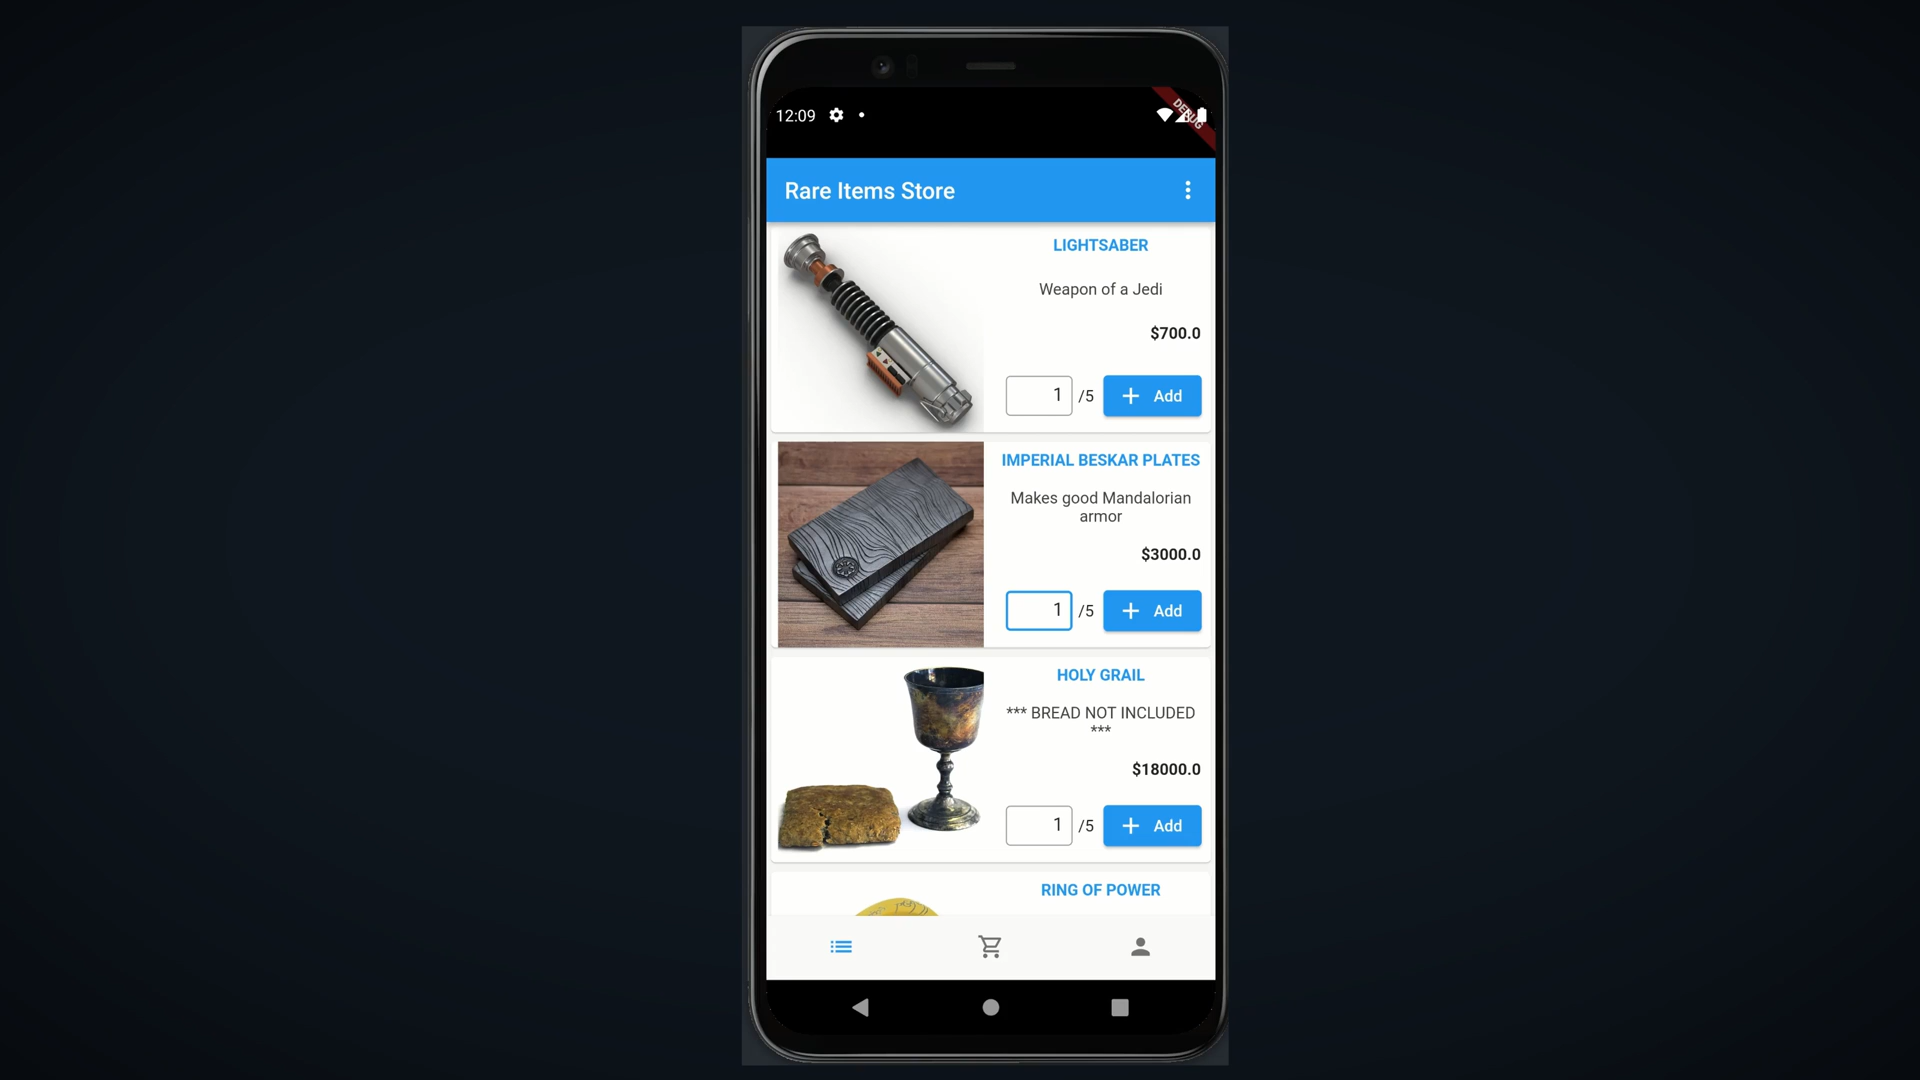 12:09
DEBUG
Rare Items Store
LIGHTSABER
Weapon of a Jedi
$700.0
1 /5 + Add
IMPERIAL BESKAR PLATES
Makes good Mandalorian
armor
$3000.0
1 /5 + Add
HOLY GRAIL
*** BREAD NOT INCLUDED
***
$18000.0
1 /5 + Add
RING OF POWER